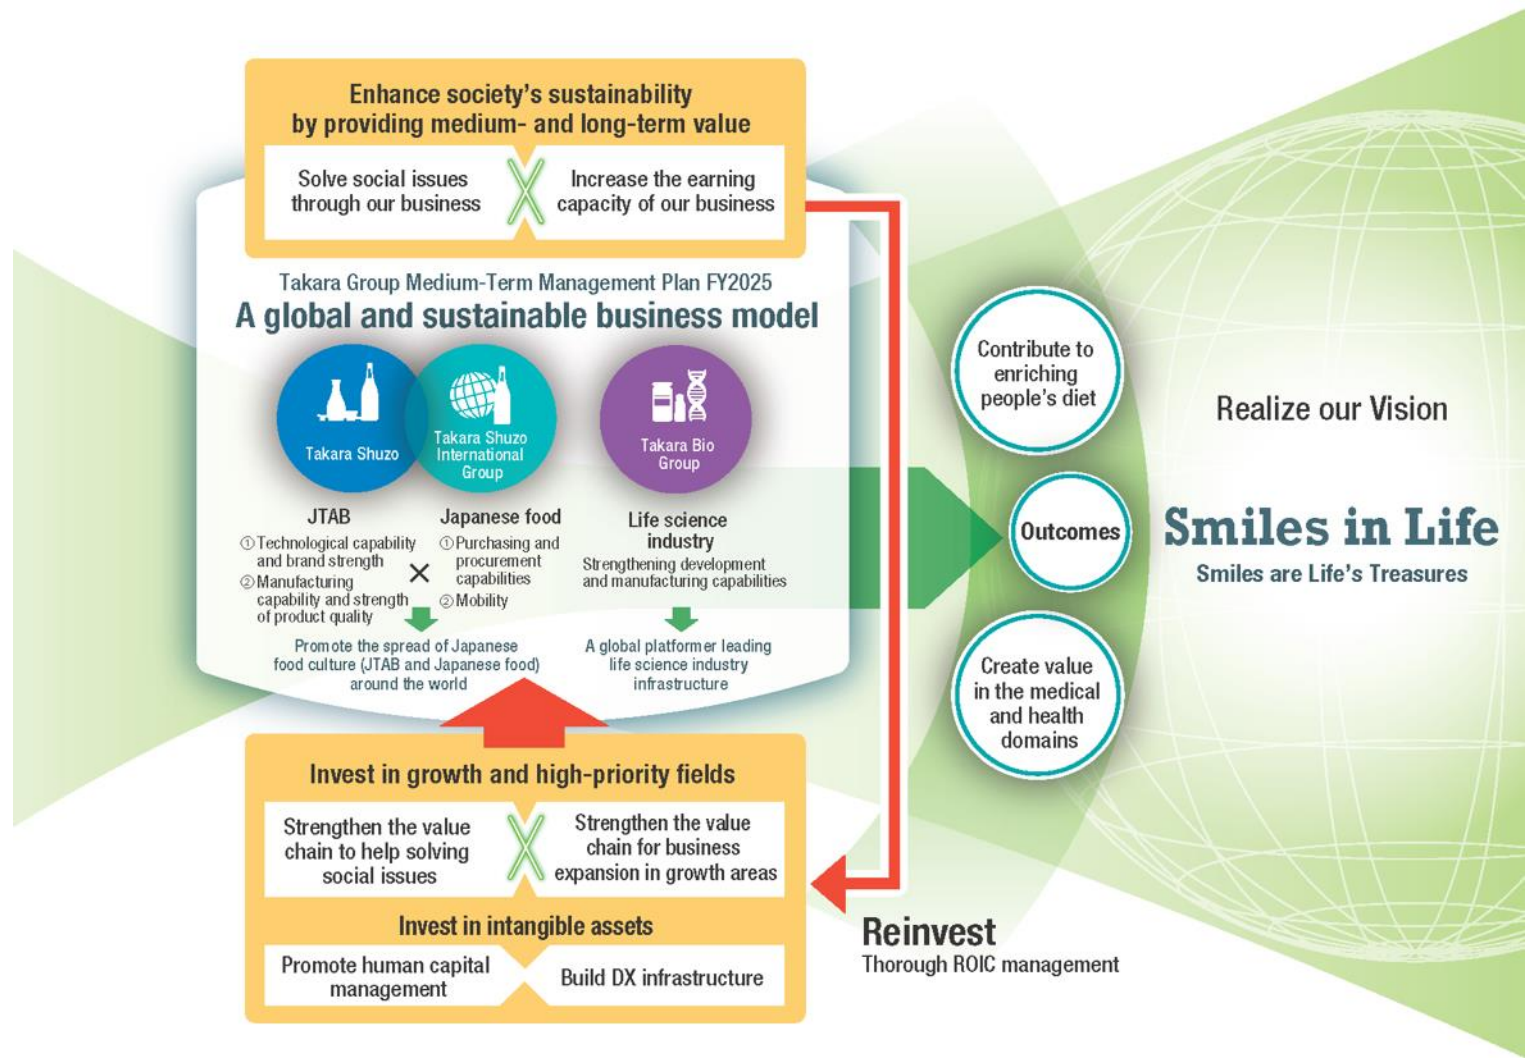 Enhance society's sustainability
by providing medium- and long-term value
Solve social issues
through our business
Increase the earning
capacity of our business
Takara Group Medium-Term Management Plan FY2025
A global and sustainable business model
Takara Shuzo
Takara Shuzo
International
Group
Takara Bio
Group
JTAB
①Technological capability
and brand strength
②Manufacturing
capability and strength
of product quality
×
Japanese food
①Purchasing and
procurement
capabilities
②Mobility
Life science
industry
Strengthening development
and manufacturing capabilities
Promote the spread of Japanese
food culture (JTAB and Japanese food)
around the world
A global platformer leading
life science industry
infrastructure
Invest in growth and high-priority fields
Strengthen the value
chain to help solving
social issues
Strengthen the value
chain for business
expansion in growth areas
Invest in intangible assets
Promote human capital
management
Build DX infrastructure
Reinvest
Thorough ROIC management
Contribute to
enriching
people's diet
Outcomes
Create value
in the medical
and health
domains
Realize our Vision
Smiles in Life
Smiles are Life's Treasures